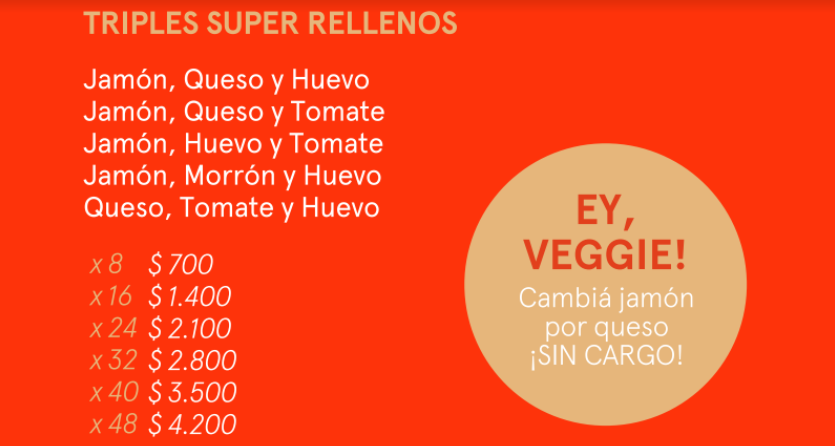 TRIPLES SUPER RELLENOS
Jamón, Queso y Huevo
Jamón, Queso y Tomate
Jamón, Huevo y Tomate
Jamón, Morrón y Huevo
Queso, Tomate y Huevo
x 8 $ 700
x 16 $ 1.400
x 24 $ 2.100
x 32 $ 2.800
x 40 $ 3.500
x 48 $ 4.200
EY,
VEGGIE!
Cambiá jamón
por queso
¡SIN CARGO!